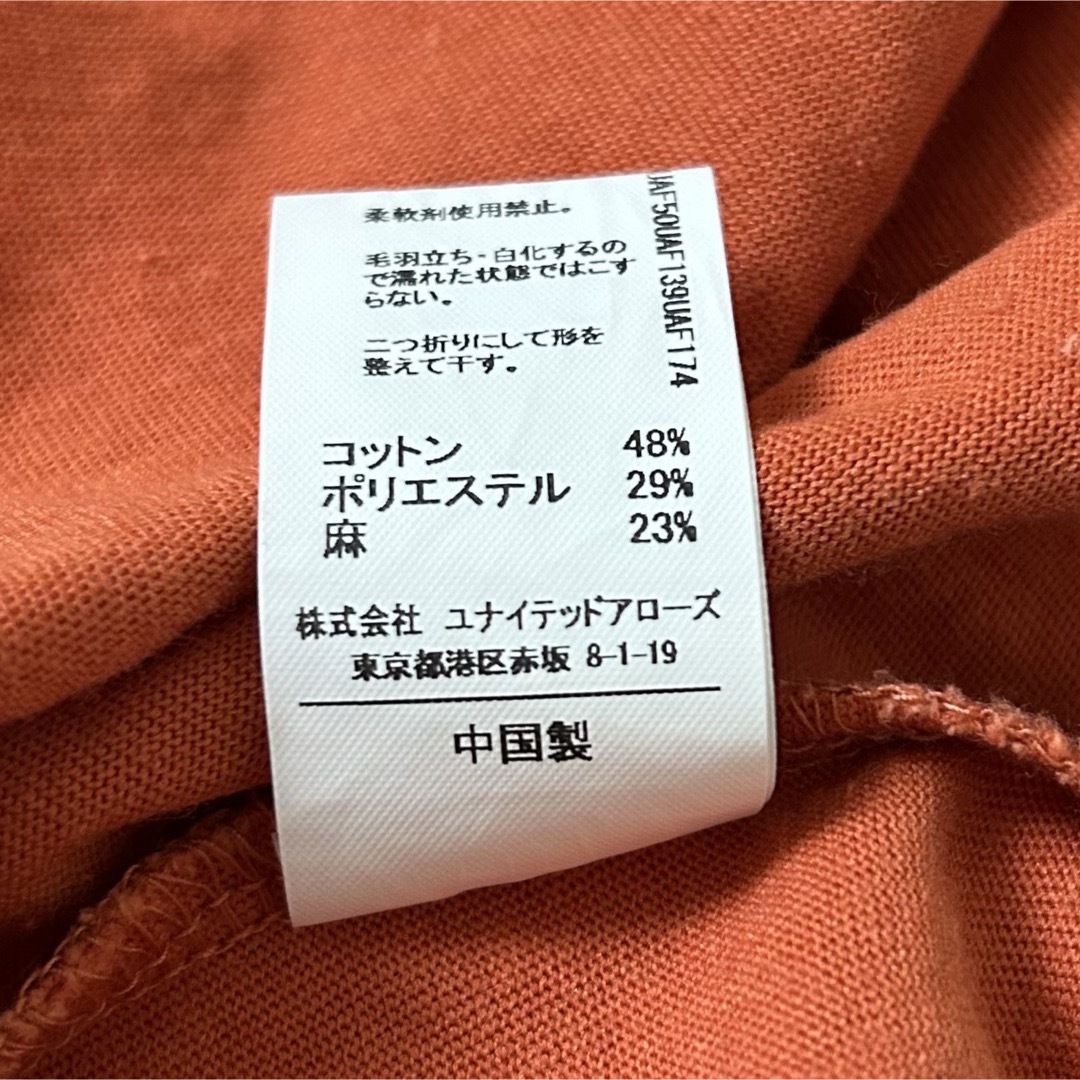 柔軟剤使用禁止。
毛羽立ち・白化するの
で濡れた状態ではこす
らない。
二つ折りにして形を
整えて干す。
UAF50UAF139UAF174
コットン 48%
ポリエステル 29%
麻 23%
株式会社 ユナイテッドアローズ
東京都港区赤坂 8-1-19
中国製